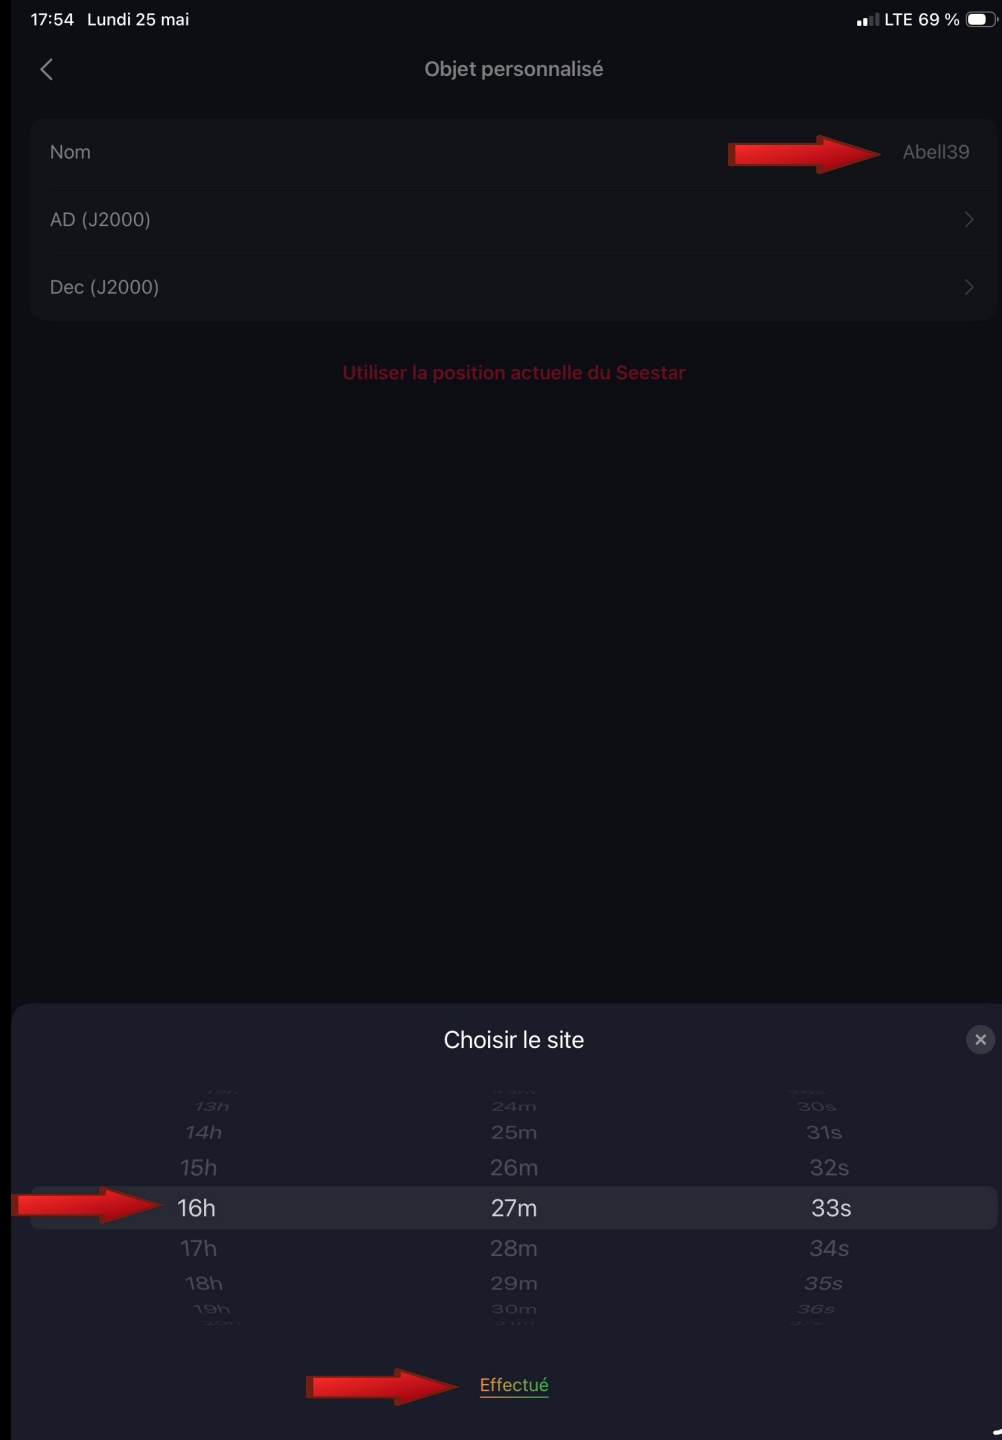 17:54 Lundi 25 mai LTE 69 %
Objet personnalisé
Nom Abell39
AD (J2000)
Dec (J2000)
Utiliser la position actuelle du Seestar
Choisir le site
13h 24m 30s
14h 25m 31s
15h 26m 32s
16h 27m 33s
17h 28m 34s
18h 29m 35s
19h 30m 36s
Effectué